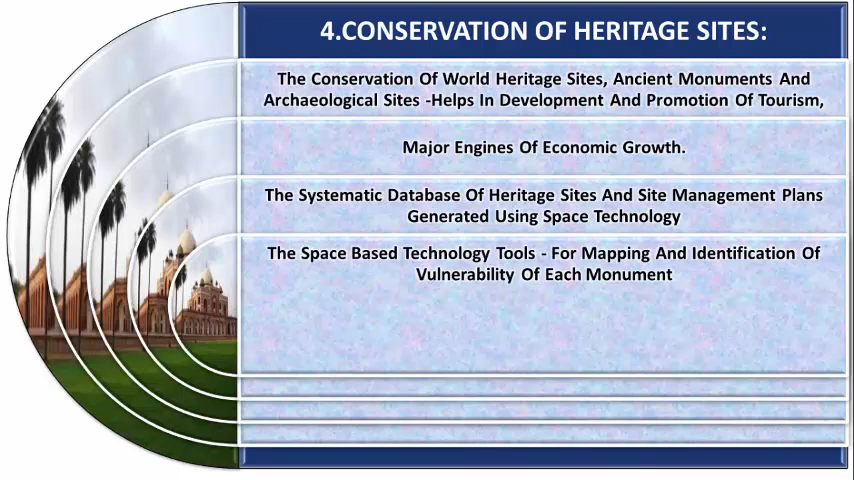 4.CONSERVATION OF HERITAGE SITES:
The Conservation Of World Heritage Sites, Ancient Monuments And
Archaeological Sites -Helps In Development And Promotion Of Tourism,
Major Engines Of Economic Growth.
The Systematic Database Of Heritage Sites And Site Management Plans
Generated Using Space Technology
The Space Based Technology Tools - For Mapping And Identification Of
Vulnerability Of Each Monument